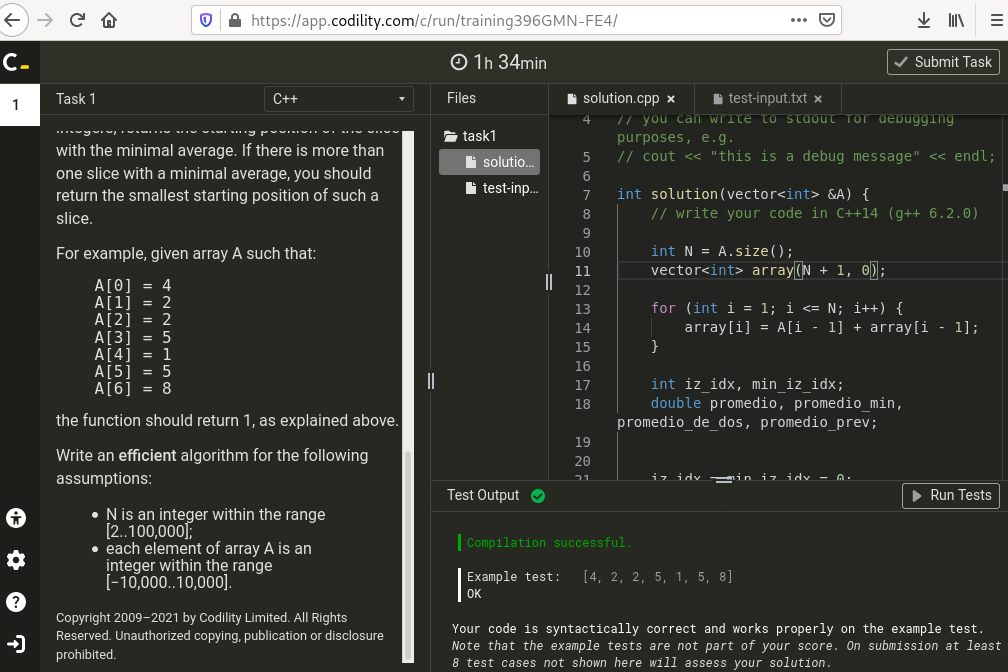 https://app.codility.com/c/run/training396GMN-FE4/
C_
1h 34min
Submit Task
1
Task 1
C++
Files
solution.cpp ×
test-input.txt ×
task1
solutio...
test-inp...
integers, returns the starting position of the slice
with the minimal average. If there is more than
one slice with a minimal average, you should
return the smallest starting position of such a
slice.
For example, given array A such that:
A[0] = 4
A[1] = 2
A[2] = 2
A[3] = 5
A[4] = 1
A[5] = 5
A[6] = 8
the function should return 1, as explained above.
Write an efficient algorithm for the following
assumptions:
• N is an integer within the range
[2..100,000];
• each element of array A is an
integer within the range
[−10,000..10,000].
Copyright 2009–2021 by Codility Limited. All Rights
Reserved. Unauthorized copying, publication or disclosure
prohibited.
4 // you can write to stdout for debugging
purposes, e.g.
5 // cout << "this is a debug message" << endl;
6
7 int solution(vector<int> &A) {
8 // write your code in C++14 (g++ 6.2.0)
9
10 int N = A.size();
11 vector<int> array(N + 1, 0);
12
13 for (int i = 1; i <= N; i++) {
14 array[i] = A[i - 1] + array[i - 1];
15 }
16
17 int iz_idx, min_iz_idx;
18 double promedio, promedio_min,
promedio_de_dos, promedio_prev;
19
20
21 iz_idx = min_iz_idx = 0;
Test Output
Run Tests
Compilation successful.
Example test: [4, 2, 2, 5, 1, 5, 8]
OK
Your code is syntactically correct and works properly on the example test.
Note that the example tests are not part of your score. On submission at least
8 test cases not shown here will assess your solution.